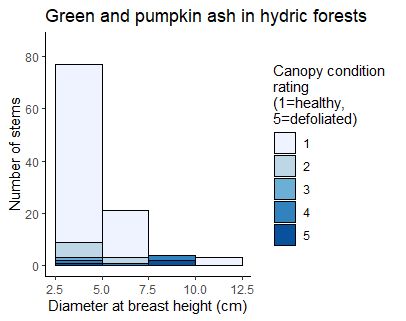 Green and pumpkin ash in hydric forests
Number of stems
80
60
40
20
0
2.5 5.0 7.5 10.0 12.5
Diameter at breast height (cm)
Canopy condition
rating
(1=healthy,
5=defoliated)
1
2
3
4
5